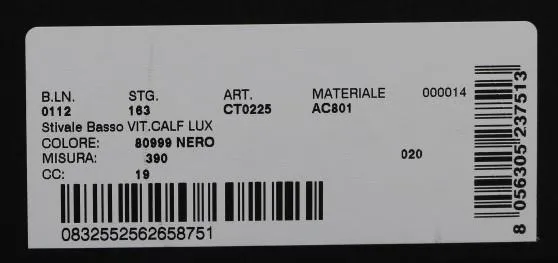 B.LN. STG. ART. MATERIALE 000014
0112 163 CT0225 AC801
Stivale Basso VIT.CALF LUX
COLORE: 80999 NERO
MISURA: 390 020
CC: 19
0832552562658751
8 056305 237513